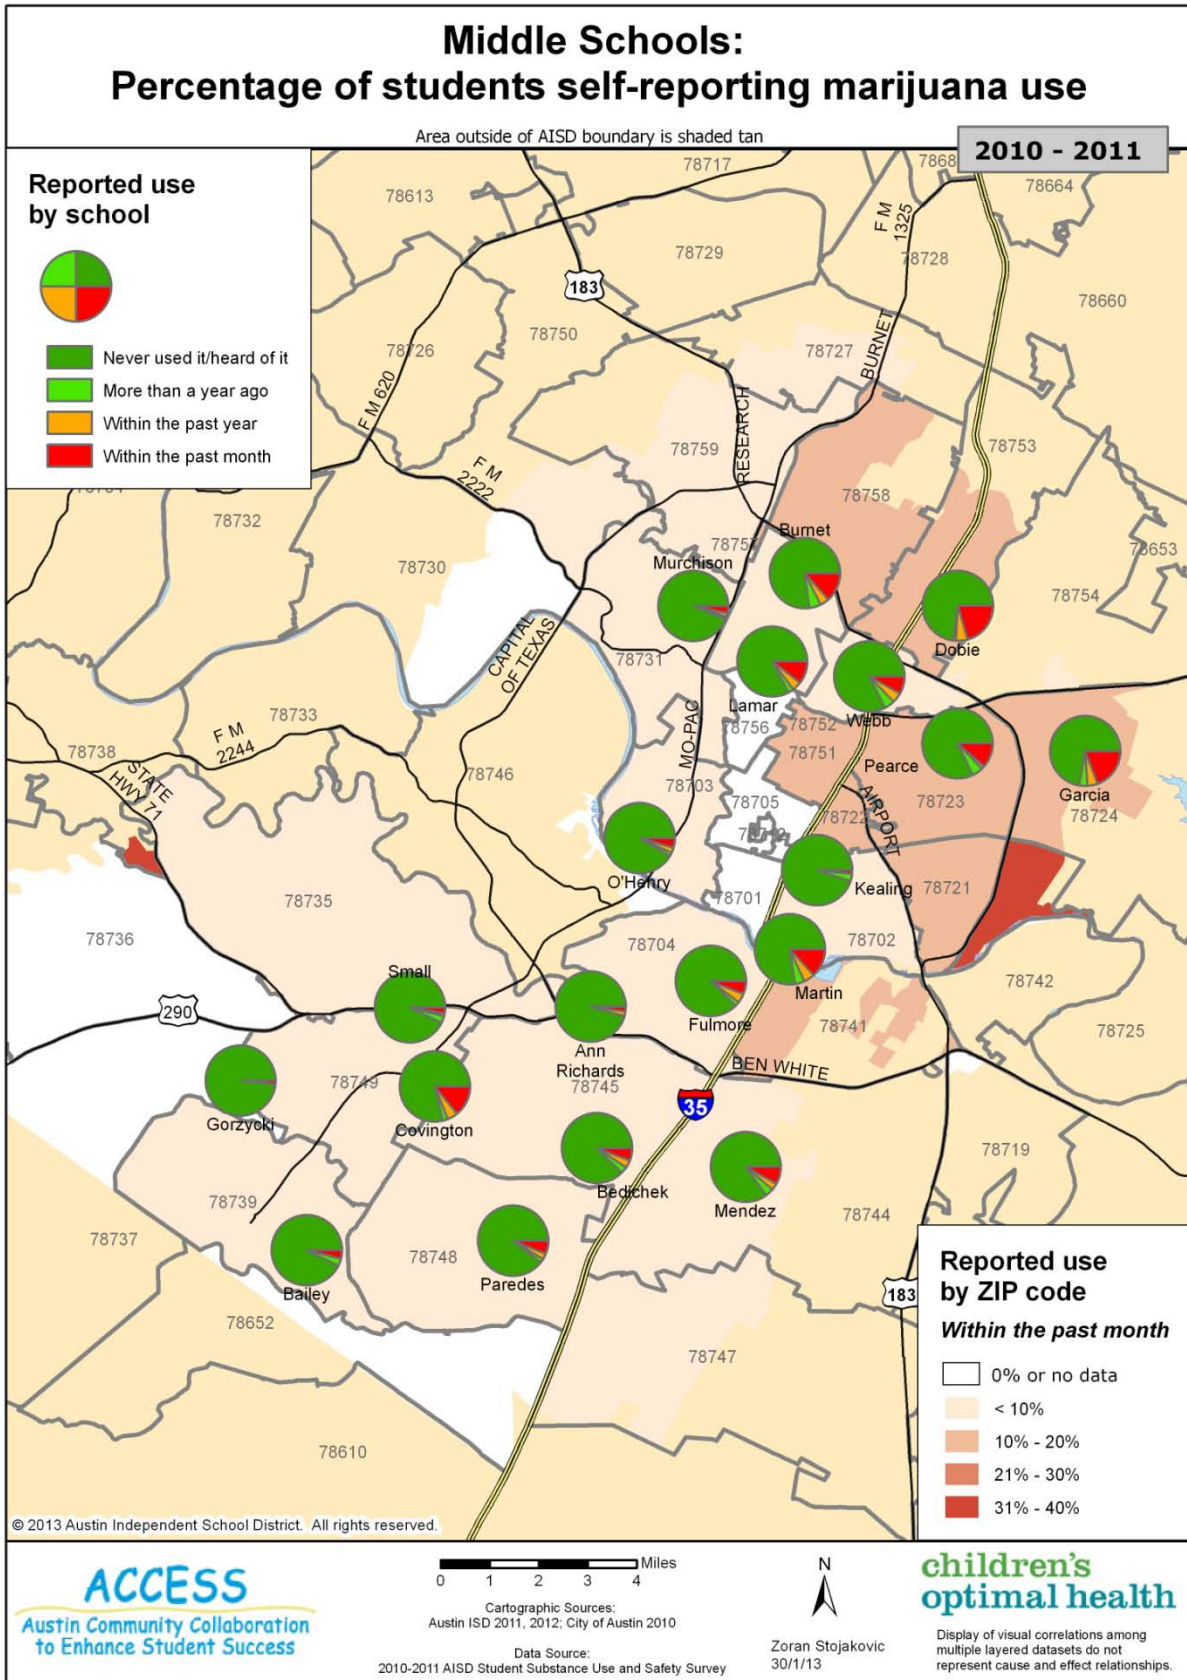 Middle Schools:
Percentage of students self-reporting marijuana use
Area outside of AISD boundary is shaded tan
2010 - 2011
Reported use
by school
Never used it/heard of it
More than a year ago
Within the past year
Within the past month
78613
78717
78664
F M
1325
78729
78728
183
78660
78750
78726
78727
BURNET
F M 620
RESEARCH
78759
78753
F M
2222
78758
78732
Burnet
78757
78653
Murchison
78730
78754
CAPITAL
OF TEXAS
Dobie
78731
Lamar
Webb
78733
F M
2244
MO-PAC
78756
78752
78738
78751
Pearce
STATE
HWY 71
78746
78703
Garcia
78705
78723
AIRPORT
78724
78722
O'Henry
Kealing
78721
78701
78735
78736
78704
78702
Small
Martin
78742
290
Fulmore
78741
78725
Ann
Richards
BEN WHITE
78749
78745
Gorzycki
35
Covington
78719
Bedichek
78739
Mendez
78744
78737
78748
Bailey
Paredes
183
78652
78747
78610
Reported use
by ZIP code
Within the past month
0% or no data
< 10%
10% - 20%
21% - 30%
31% - 40%
© 2013 Austin Independent School District. All rights reserved.
ACCESS
Austin Community Collaboration
to Enhance Student Success
Miles
0 1 2 3 4
Cartographic Sources:
Austin ISD 2011, 2012; City of Austin 2010
Data Source:
2010-2011 AISD Student Substance Use and Safety Survey
N
Zoran Stojakovic
30/1/13
children's
optimal health
Display of visual correlations among
multiple layered datasets do not
represent cause and effect relationships.